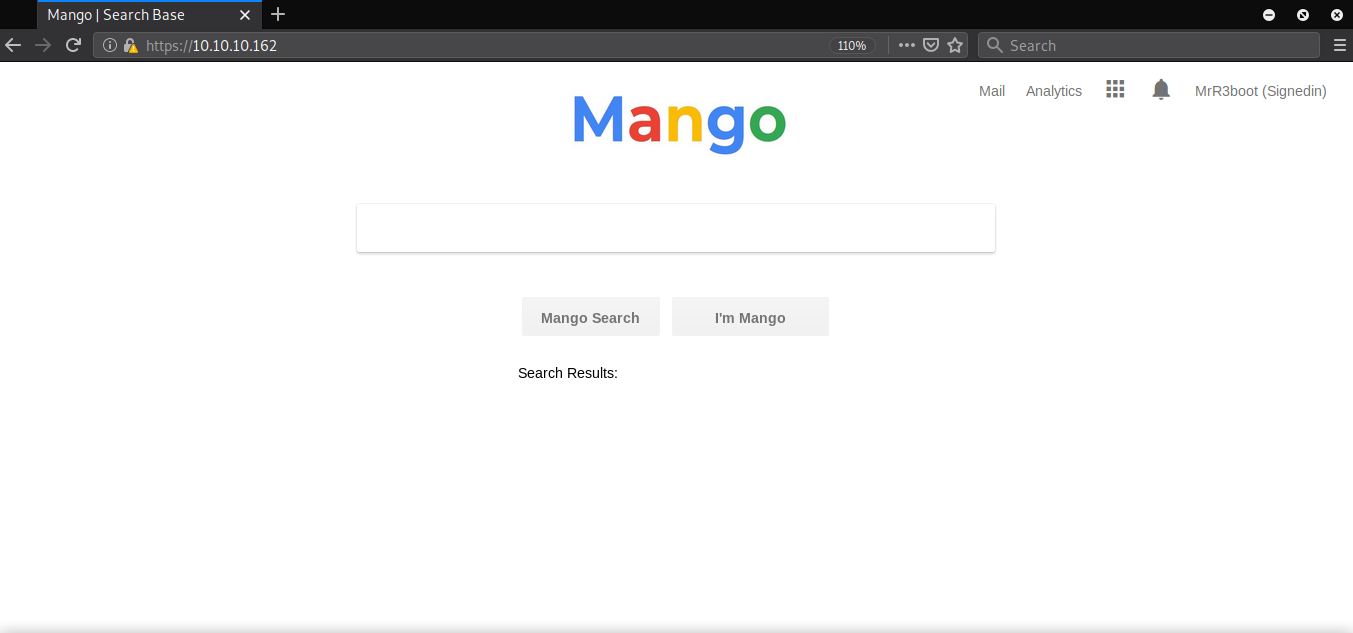 Mango | Search Base
https://10.10.10.162
110%
Search
Mail Analytics MrR3boot (Signedin)
Mango
Mango Search I'm Mango
Search Results: